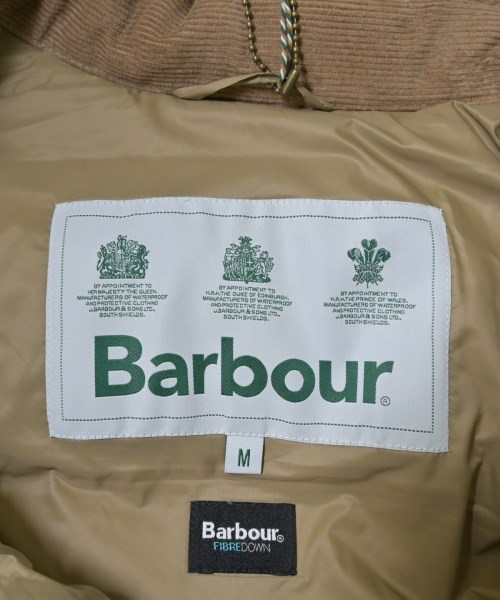 BY APPOINTMENT TO
HER MAJESTY THE QUEEN.
MANUFACTURERS OF WATERPROOF
AND PROTECTIVE CLOTHING
J.BARBOUR & SONS LTD.,
SOUTH SHIELDS.
BY APPOINTMENT TO
H.R.H. THE DUKE OF EDINBURGH.
MANUFACTURERS OF WATERPROOF
AND PROTECTIVE CLOTHING
J.BARBOUR & SONS LTD.,
SOUTH SHIELDS.
BY APPOINTMENT TO
H.R.H. THE PRINCE OF WALES.
MANUFACTURERS OF WATERPROOF
AND PROTECTIVE CLOTHING
J.BARBOUR & SONS LTD.,
SOUTH SHIELDS.
Barbour®
M
Barbour®
FIBREDOWN